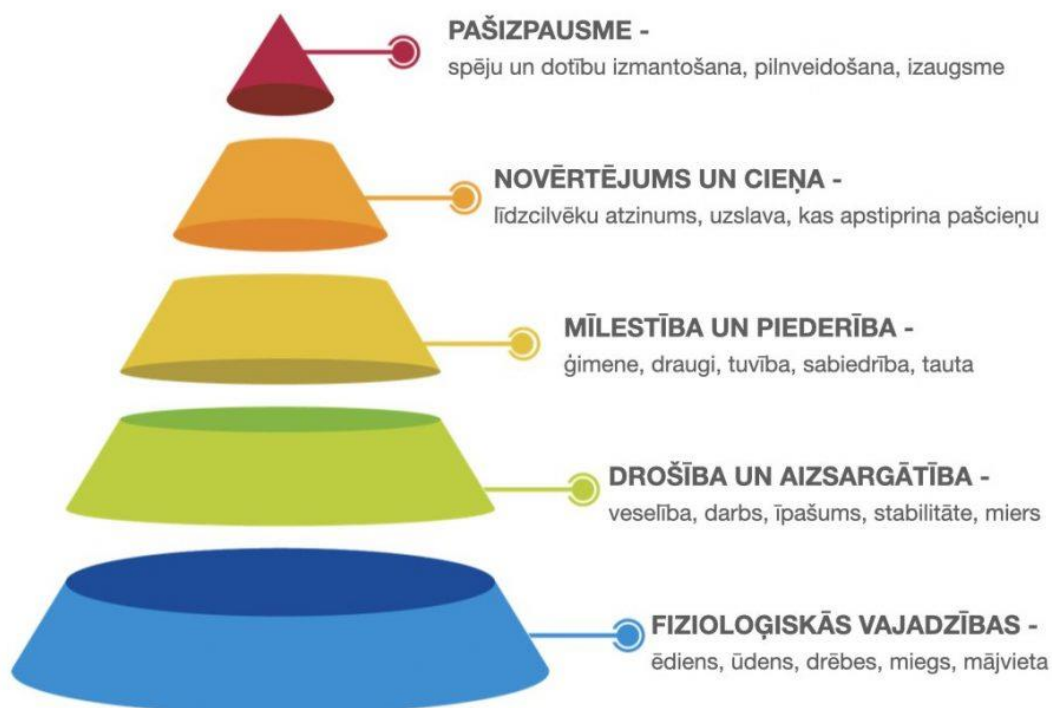 PAŠIZPAUSME -
spēju un dotību izmantošana, pilnveidošana, izaugsme
NOVĒRTĒJUMS UN CIEŅA -
līdzcilvēku atzinums, uzslava, kas apstiprina pašcieņu
MĪLESTĪBA UN PIEDERĪBA -
ģimene, draugi, tuvība, sabiedrība, tauta
DROŠĪBA UN AIZSARGĀTĪBA -
veselība, darbs, īpašums, stabilitāte, miers
FIZIOLOĢISKĀS VAJADZĪBAS -
ēdiens, ūdens, drēbes, miegs, mājvieta